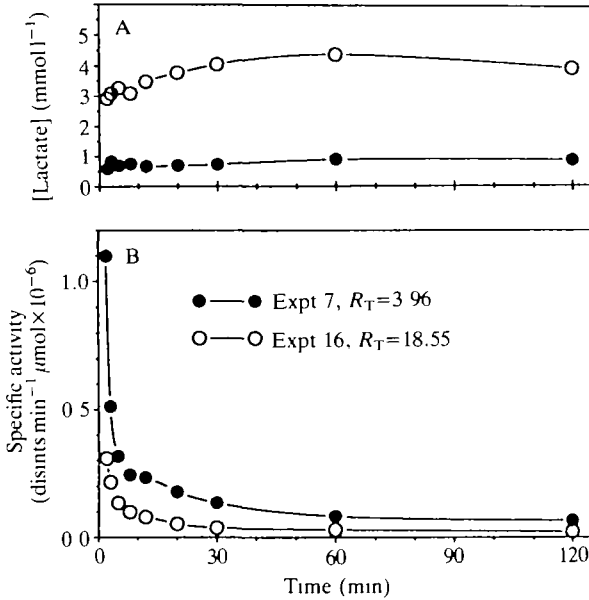 A
[Lactate] (mmol l⁻¹)
5
4
3
2
1
0
B
Specific activity
(disints min⁻¹ μmol×10⁻⁶)
1.0
0 5
0 0
Expt 7, R_T=3 96
Expt 16, R_T=18.55
0 30 60 90 120
Time (min)